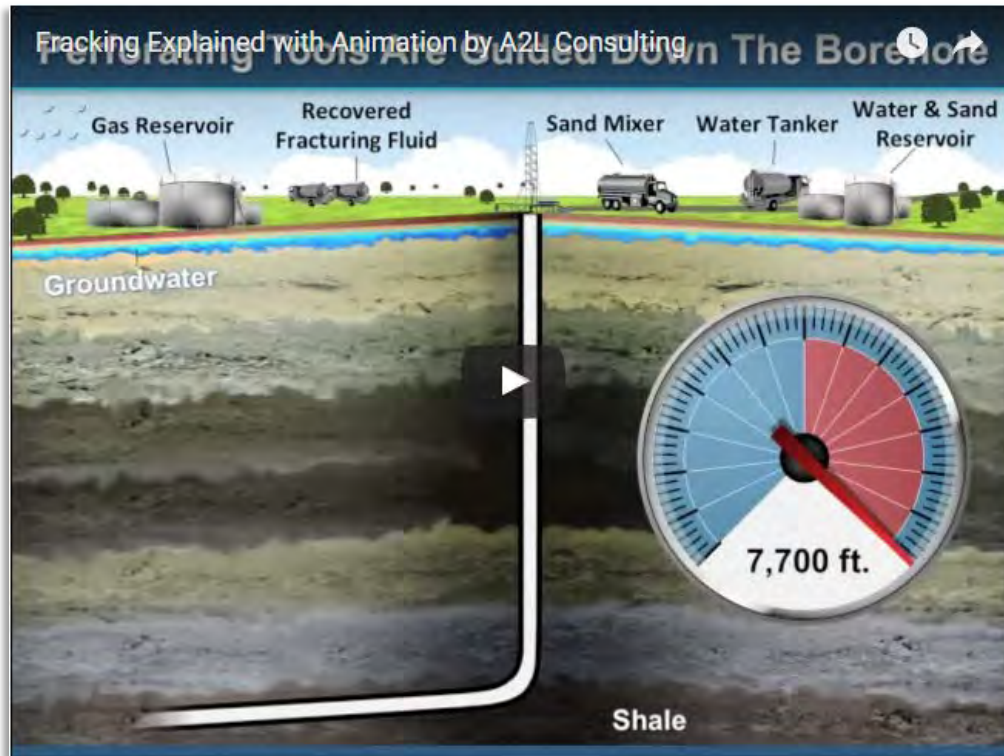 Fracking Explained with Animation by A2L Consulting
Perforating Tools Are Guided Down The Borehole
Gas Reservoir
Recovered
Fracturing Fluid
Sand Mixer
Water Tanker
Water & Sand
Reservoir
Groundwater
7,700 ft.
Shale